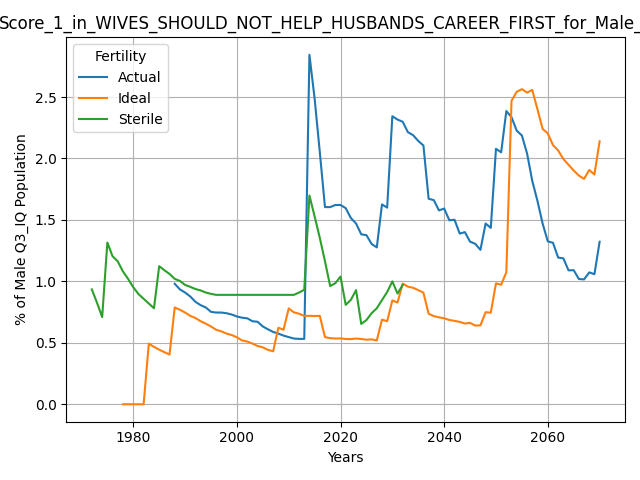 Score_1_in_WIVES_SHOULD_NOT_HELP_HUSBANDS_CAREER_FIRST_for_Male_
Fertility
Actual
Ideal
Sterile
% of Male Q3_IQ Population
2.5
2.0
1.5
1.0
0.5
0.0
1980 2000 2020 2040 2060
Years